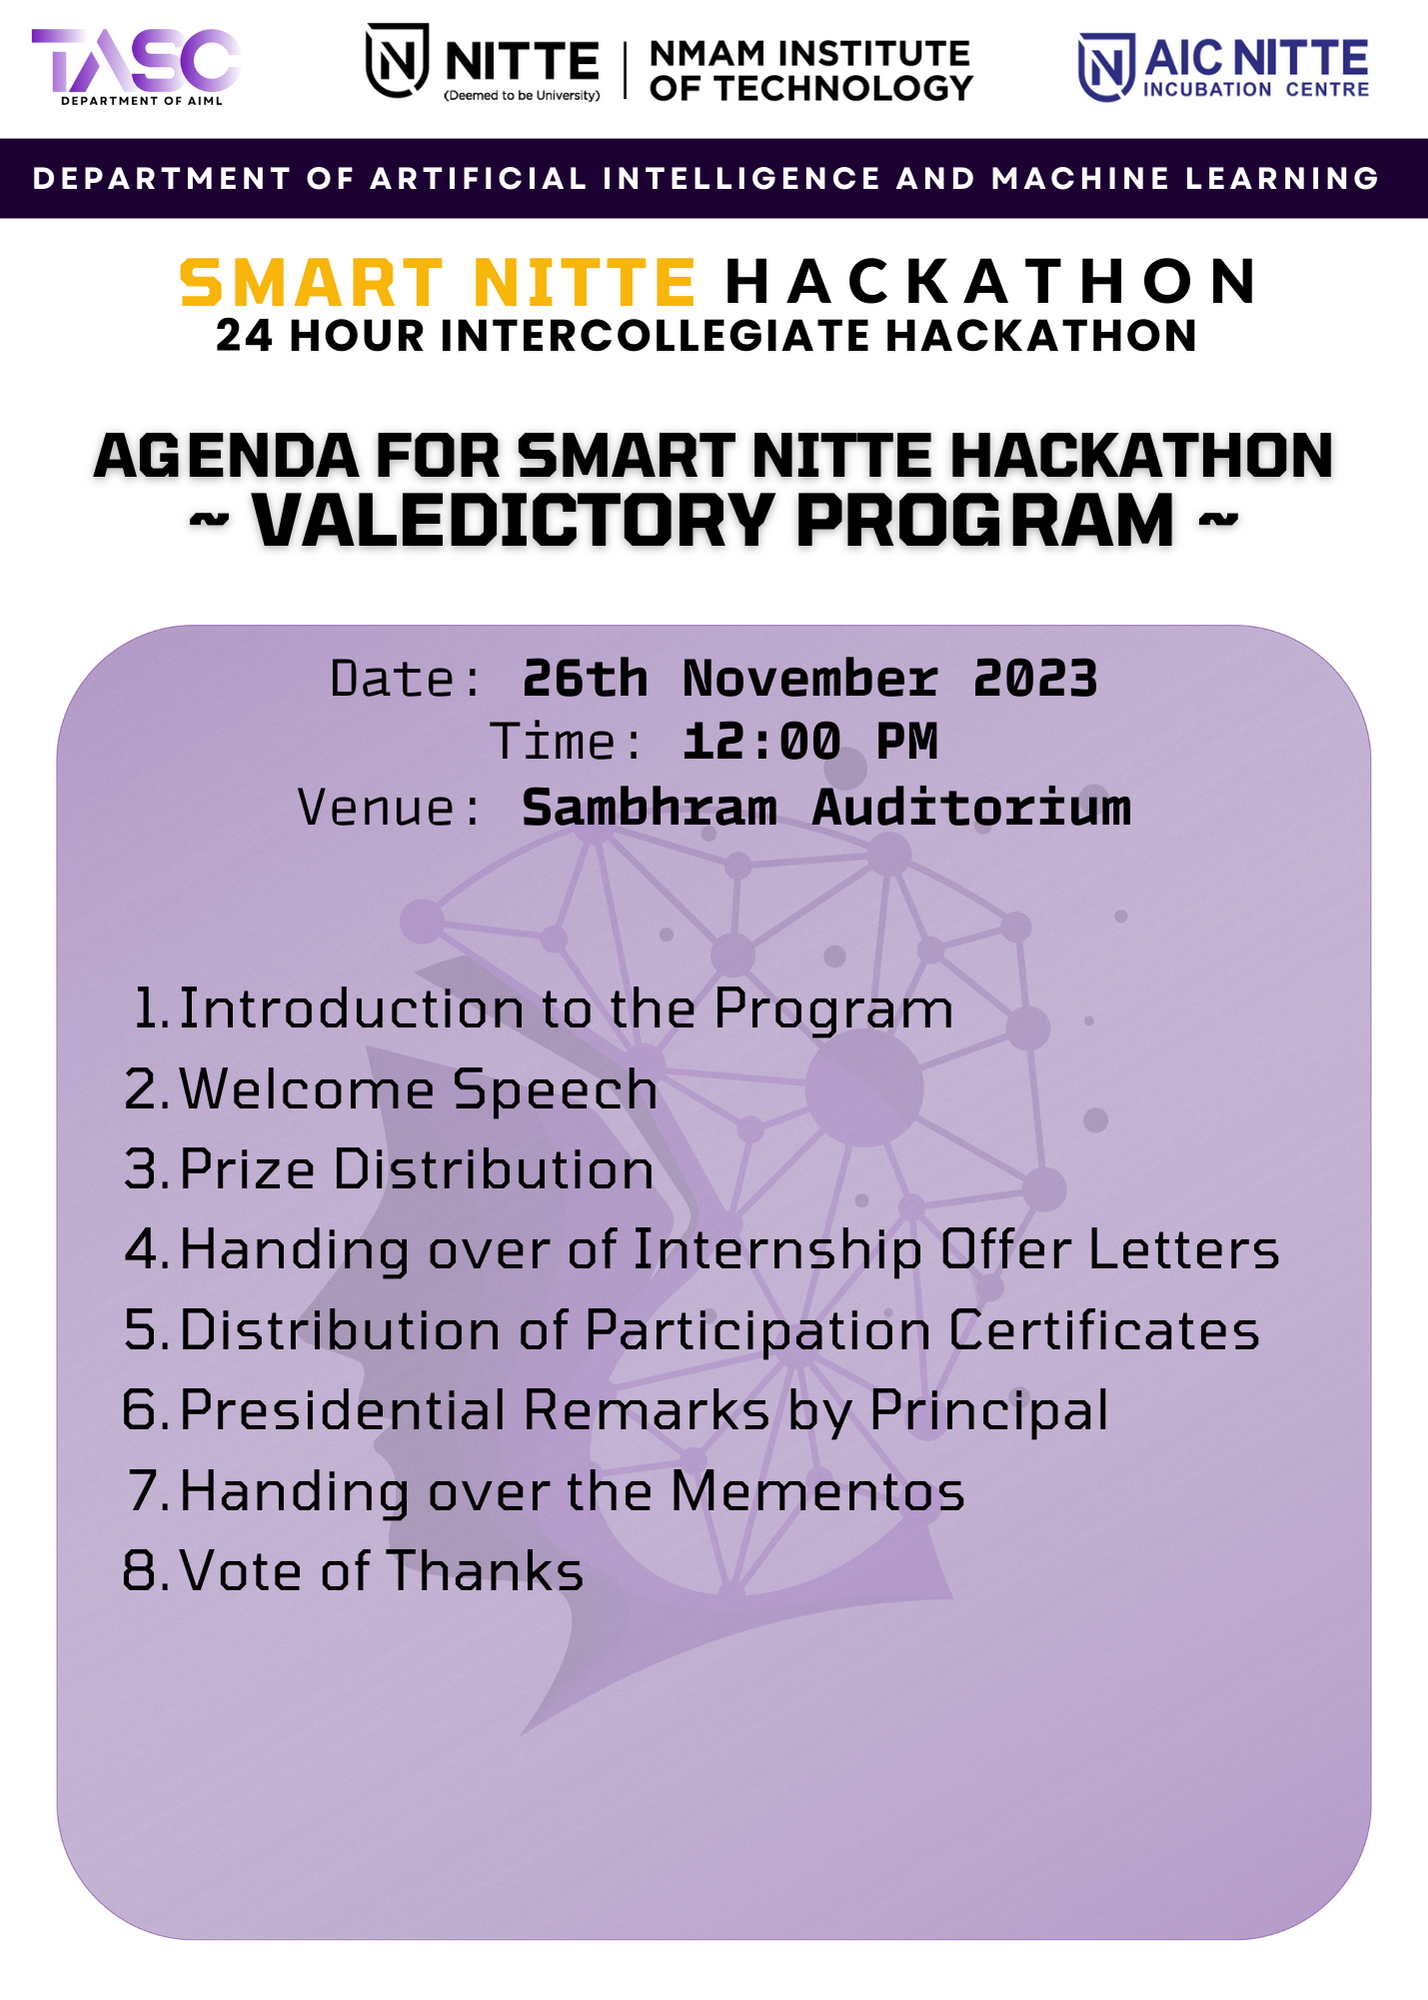 TASC
DEPARTMENT OF AIML
N NITTE
(Deemed to be University)
NMAM INSTITUTE
OF TECHNOLOGY
N AIC NITTE
INCUBATION CENTRE
DEPARTMENT OF ARTIFICIAL INTELLIGENCE AND MACHINE LEARNING
SMART NITTE HACKATHON
24 HOUR INTERCOLLEGIATE HACKATHON
AGENDA FOR SMART NITTE HACKATHON
~ VALEDICTORY PROGRAM ~
Date: 26th November 2023
Time: 12:00 PM
Venue: Sambhram Auditorium
1. Introduction to the Program
2. Welcome Speech
3. Prize Distribution
4. Handing over of Internship Offer Letters
5. Distribution of Participation Certificates
6. Presidential Remarks by Principal
7. Handing over the Mementos
8. Vote of Thanks